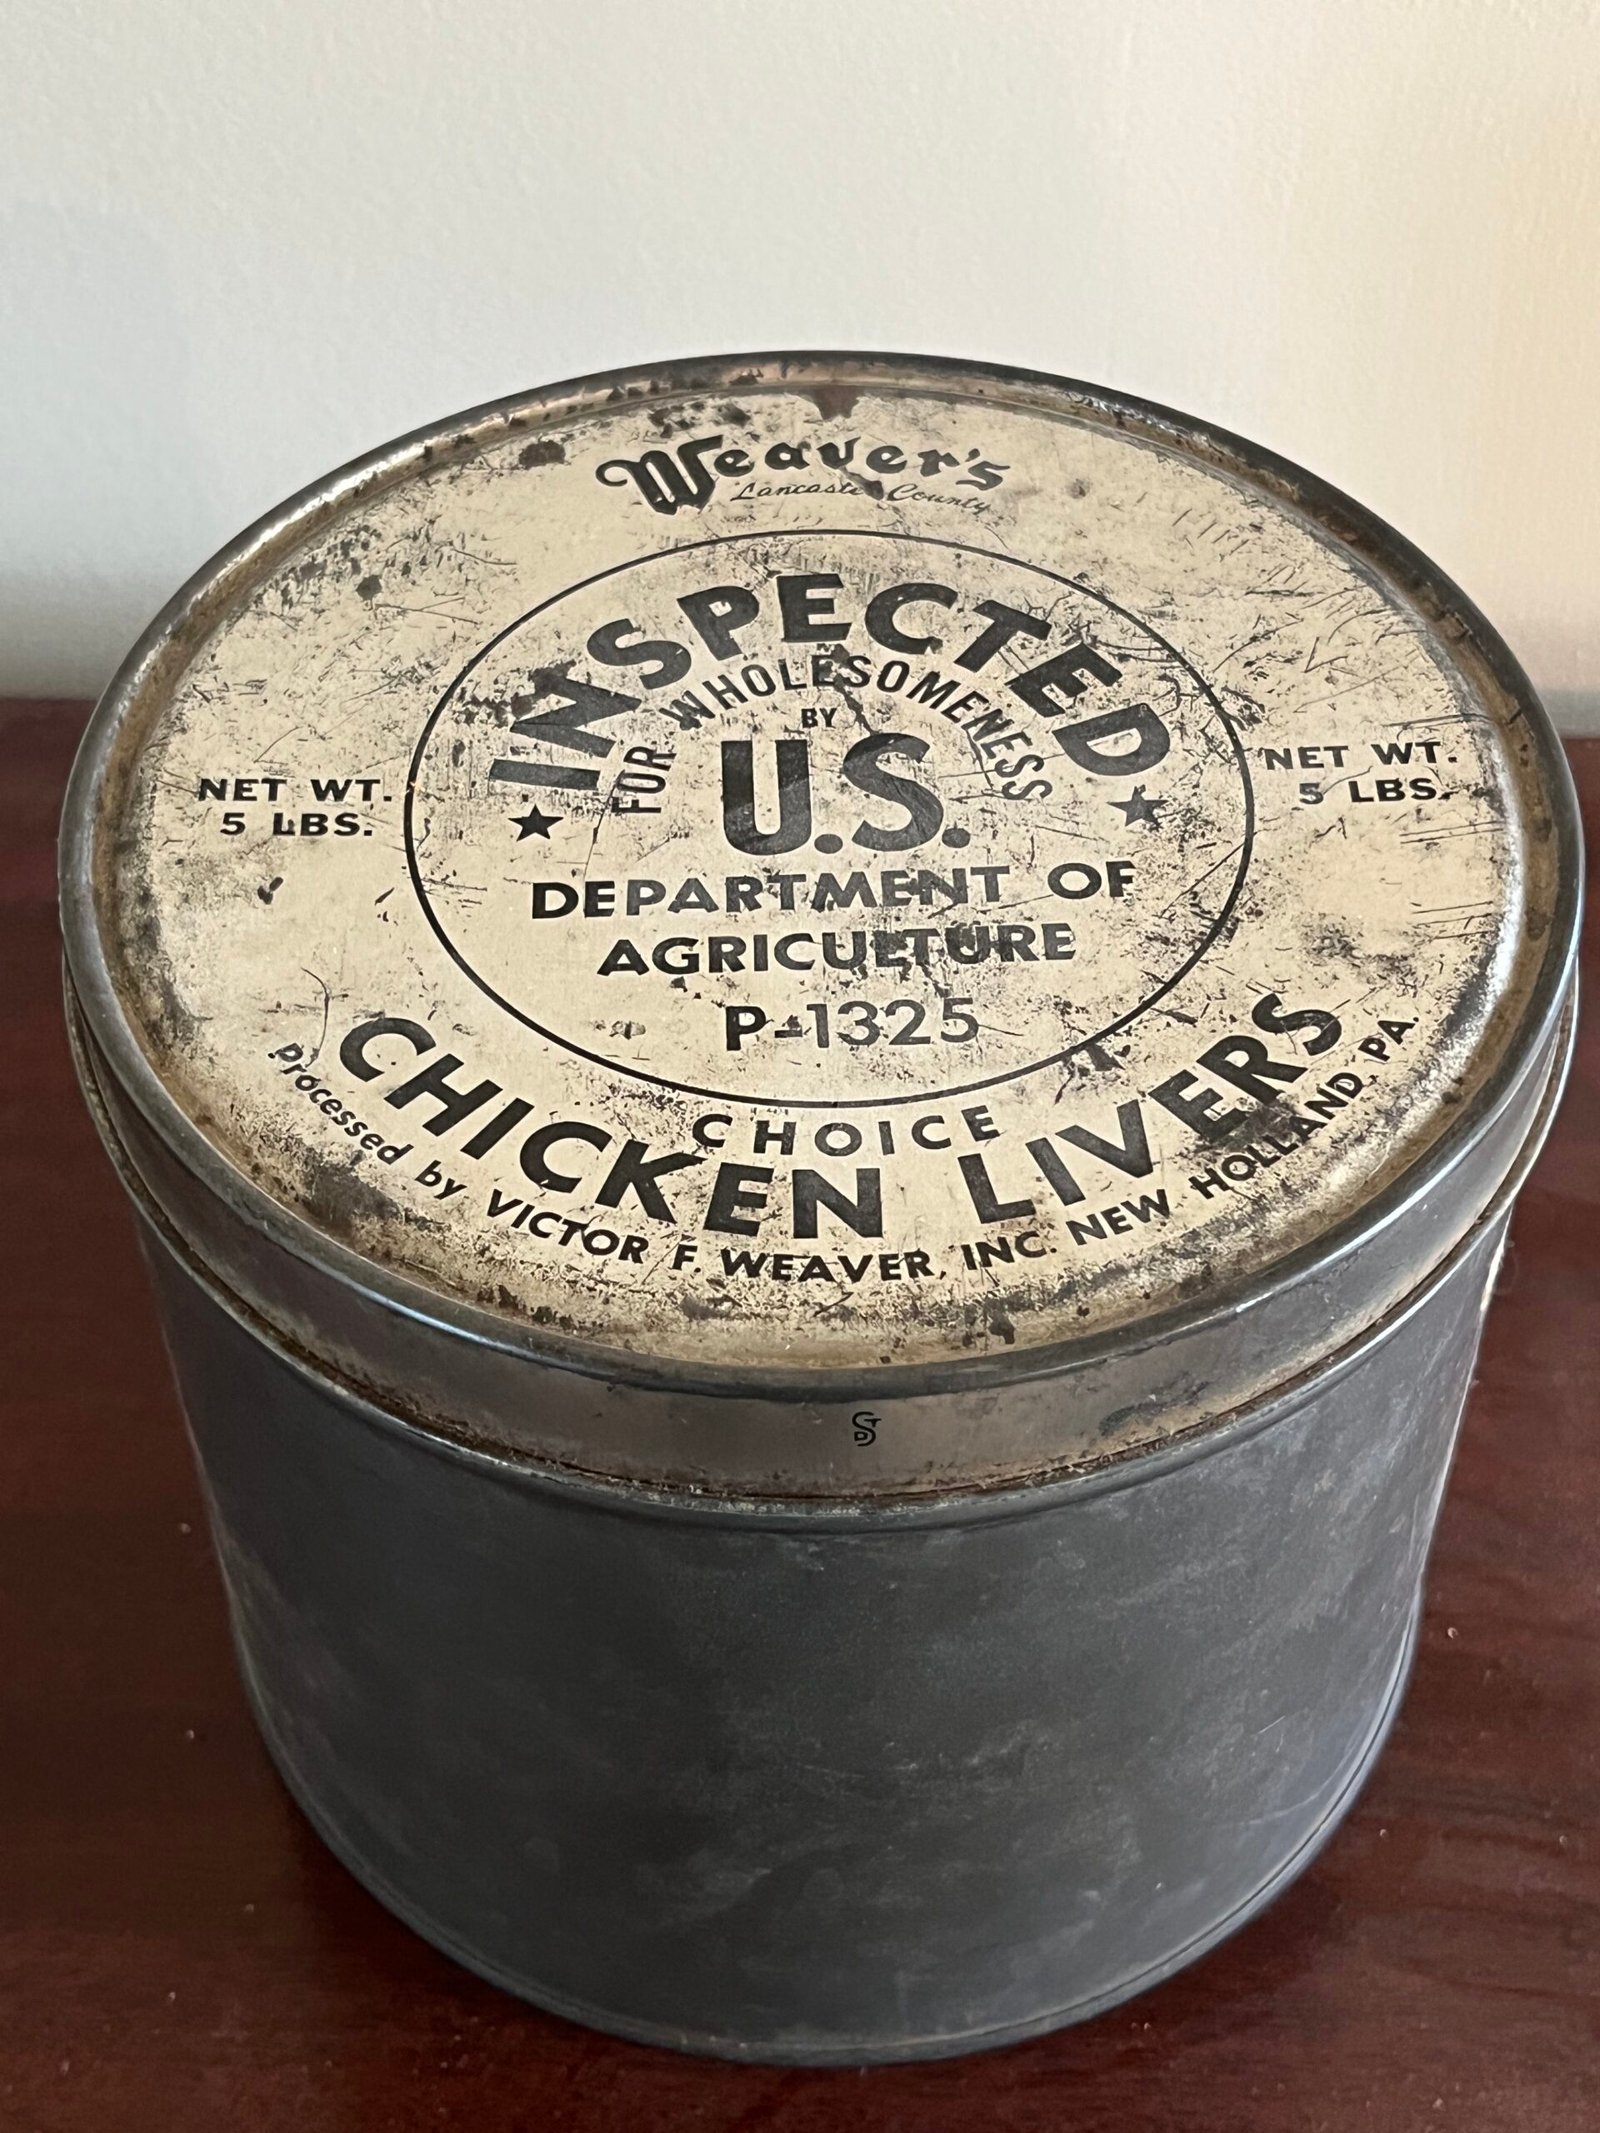 Weaver's
Lancaster County
INSPECTED
FOR WHOLESOMENESS
BY
U.S.
DEPARTMENT OF
AGRICULTURE
P-1325
NET WT.
5 LBS.
NET WT.
5 LBS.
CHOICE
CHICKEN LIVERS
Processed by VICTOR F. WEAVER, INC. NEW HOLLAND, PA.